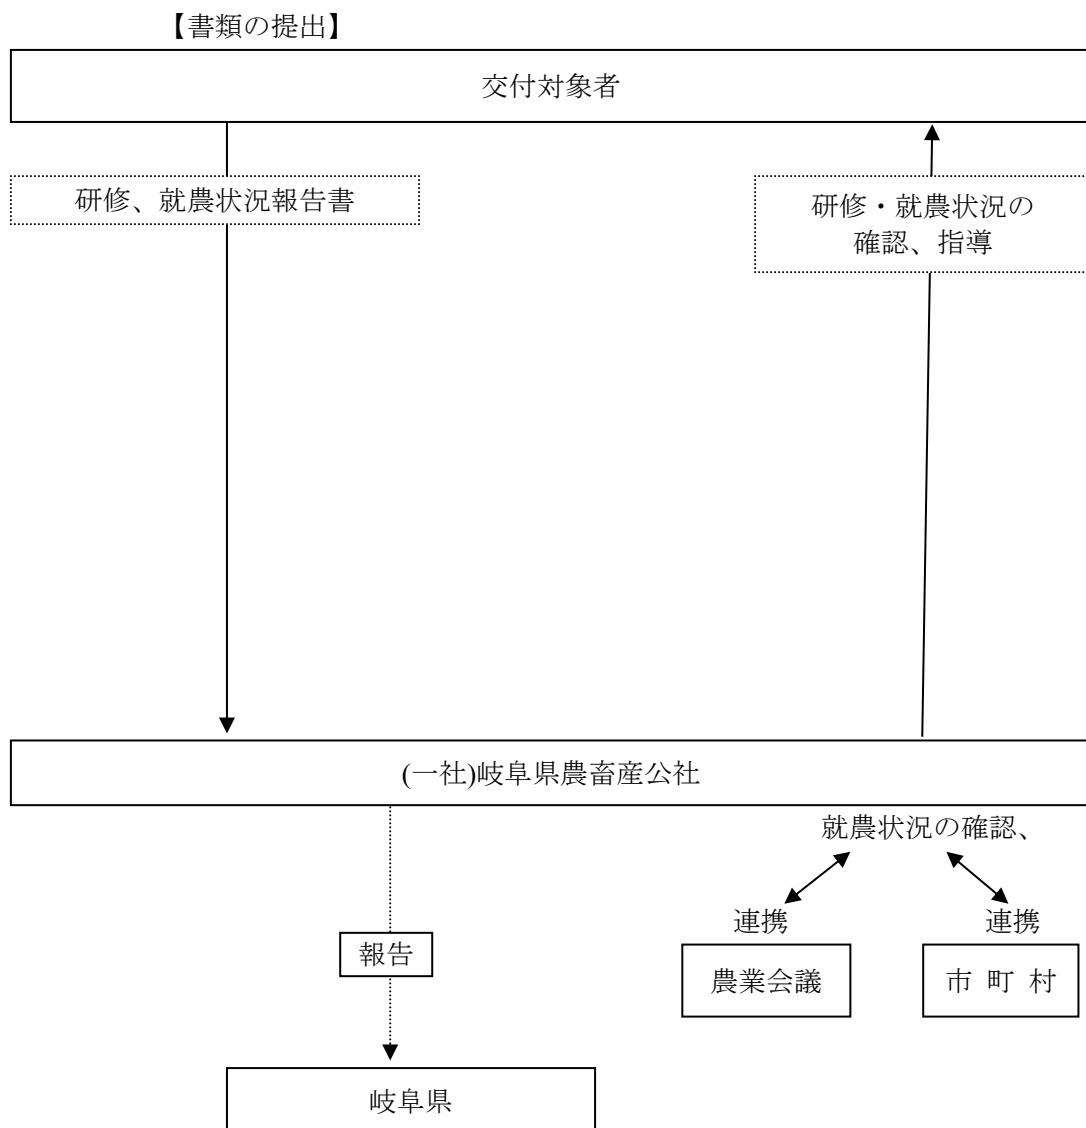 【書類の提出】
交付対象者
研修、就農状況報告書
研修・就農状況の
確認、指導
(一社)岐阜県農畜産公社
就農状況の確認、
連携
連携
報告
農業会議
市 町 村
岐阜県